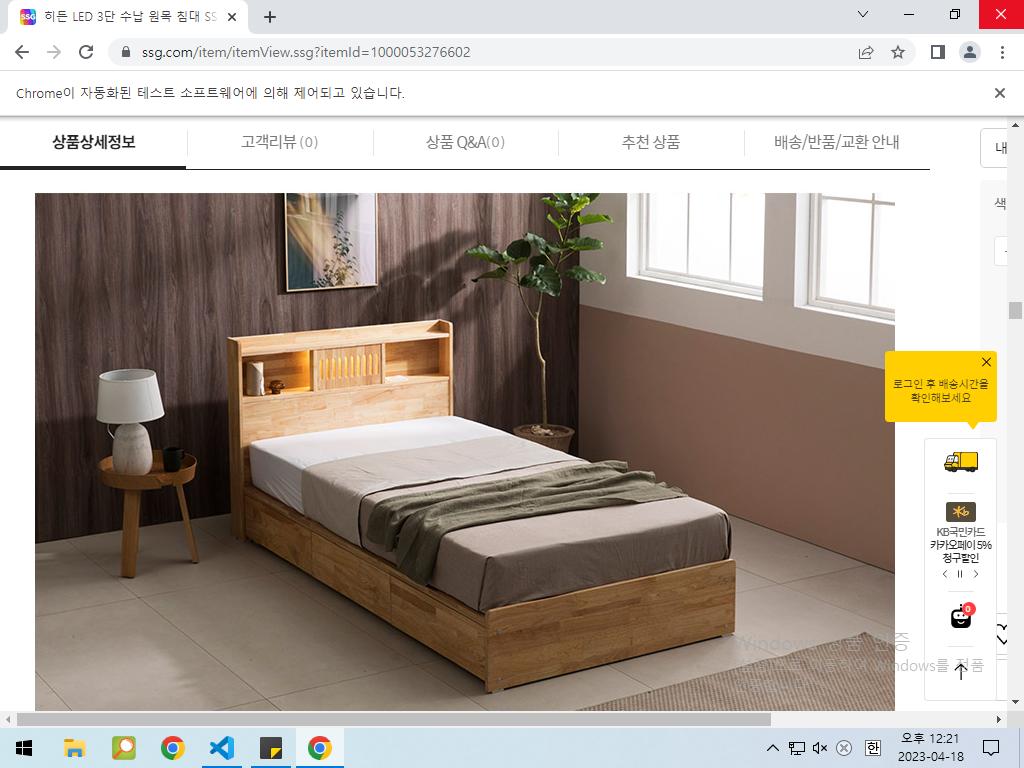 SSG
히든 LED 3단 수납 원목 침대 SS
ssg.com/item/itemView.ssg?itemId=1000053276602
Chrome이 자동화된 테스트 소프트웨어에 의해 제어되고 있습니다.
상품상세정보
고객리뷰 (0)
상품 Q&A(0)
추천 상품
배송/반품/교환 안내
내
색
로그인 후 배송시간을
확인해보세요
KB국민카드
카카오페이 5%
청구할인
0
Windows 정품 인증
Windows를 정품
한
오후 12:21
2023-04-18